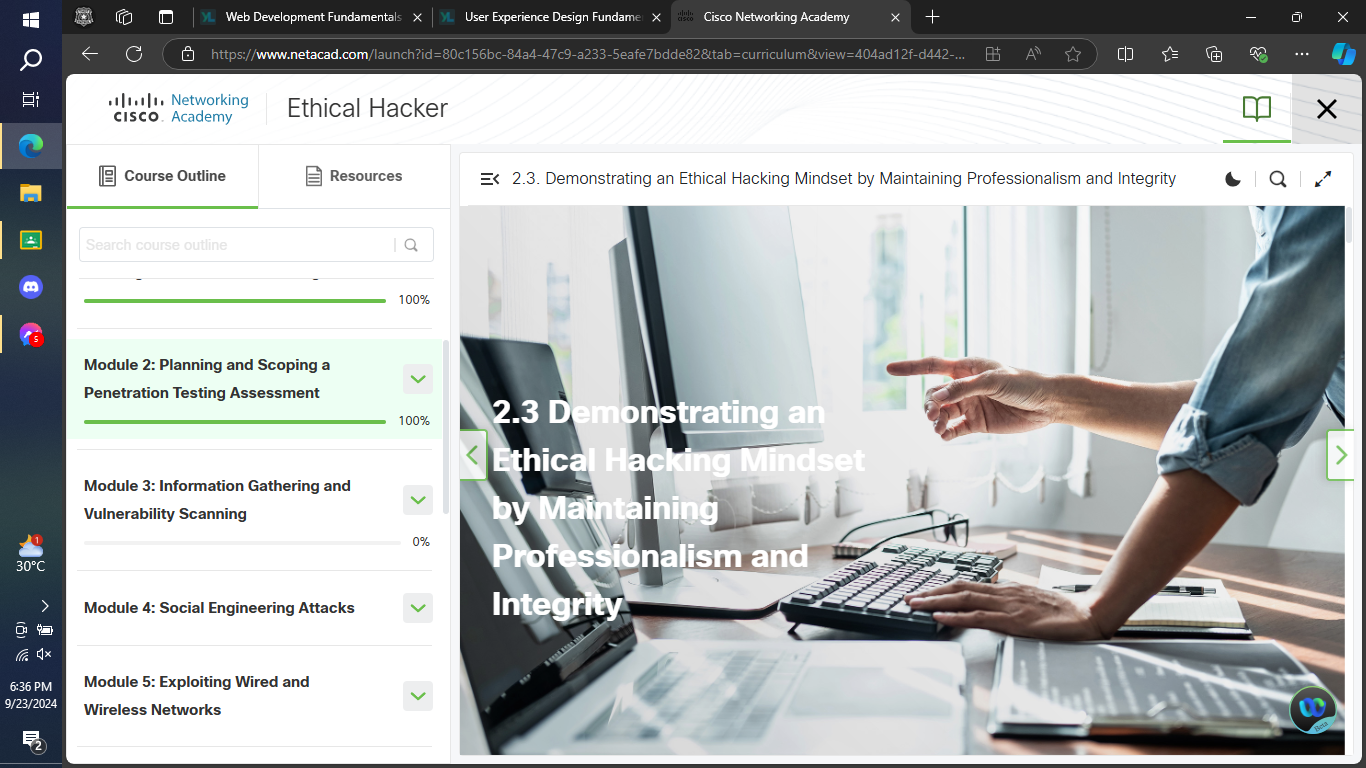 Web Development Fundamentals
User Experience Design Fundame
Cisco Networking Academy
https://www.netacad.com/launch?id=80c156bc-84a4-47c9-a233-5eafe7bdde82&tab=curriculum&view=404ad12f-d442-...
CISCO Networking Academy
Ethical Hacker
Course Outline
Resources
Search course outline
100%
Module 2: Planning and Scoping a
Penetration Testing Assessment
100%
Module 3: Information Gathering and
Vulnerability Scanning
0%
Module 4: Social Engineering Attacks
Module 5: Exploiting Wired and
Wireless Networks
2.3. Demonstrating an Ethical Hacking Mindset by Maintaining Professionalism and Integrity
2.3 Demonstrating an
Ethical Hacking Mindset
by Maintaining
Professionalism and
Integrity
Beta
5
1
30°C
6:36 PM
9/23/2024
2